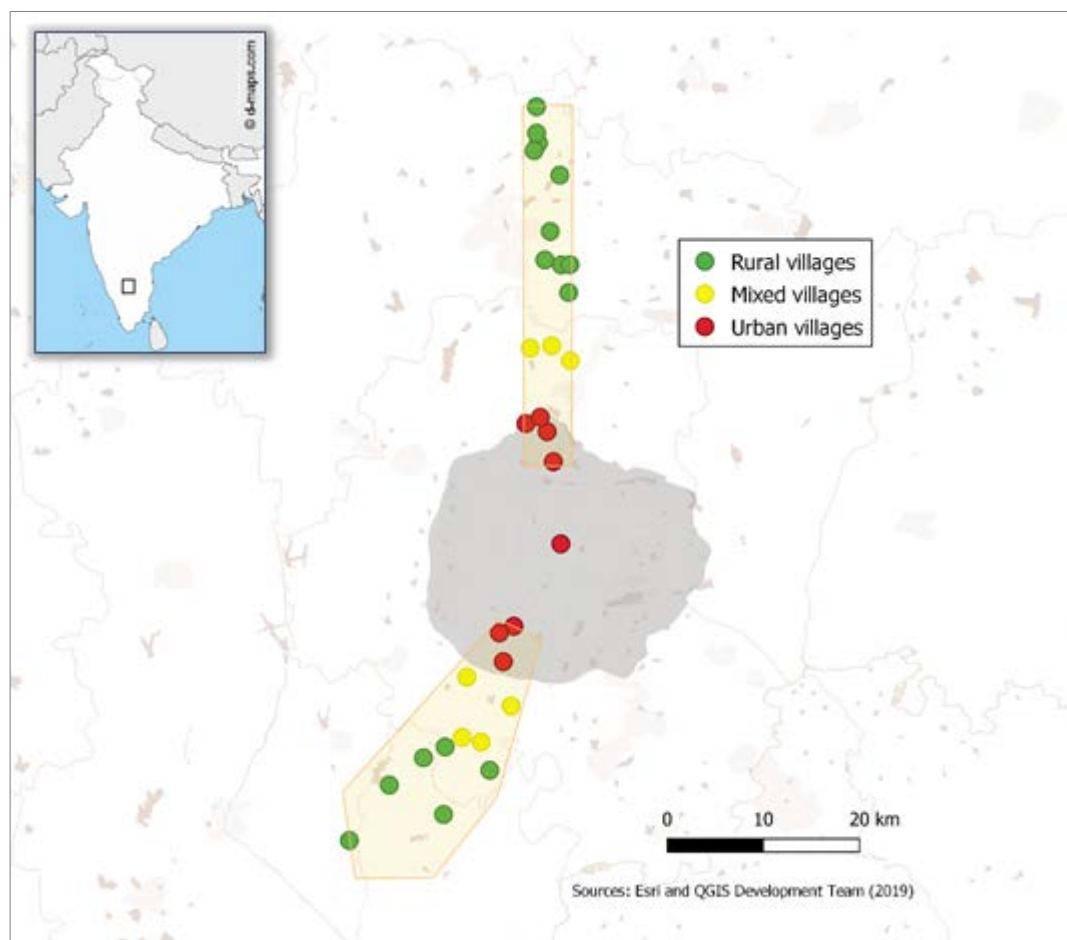 © d-maps.com
Rural villages
Mixed villages
Urban villages
0 10 20 km
Sources: Esri and QGIS Development Team (2019)